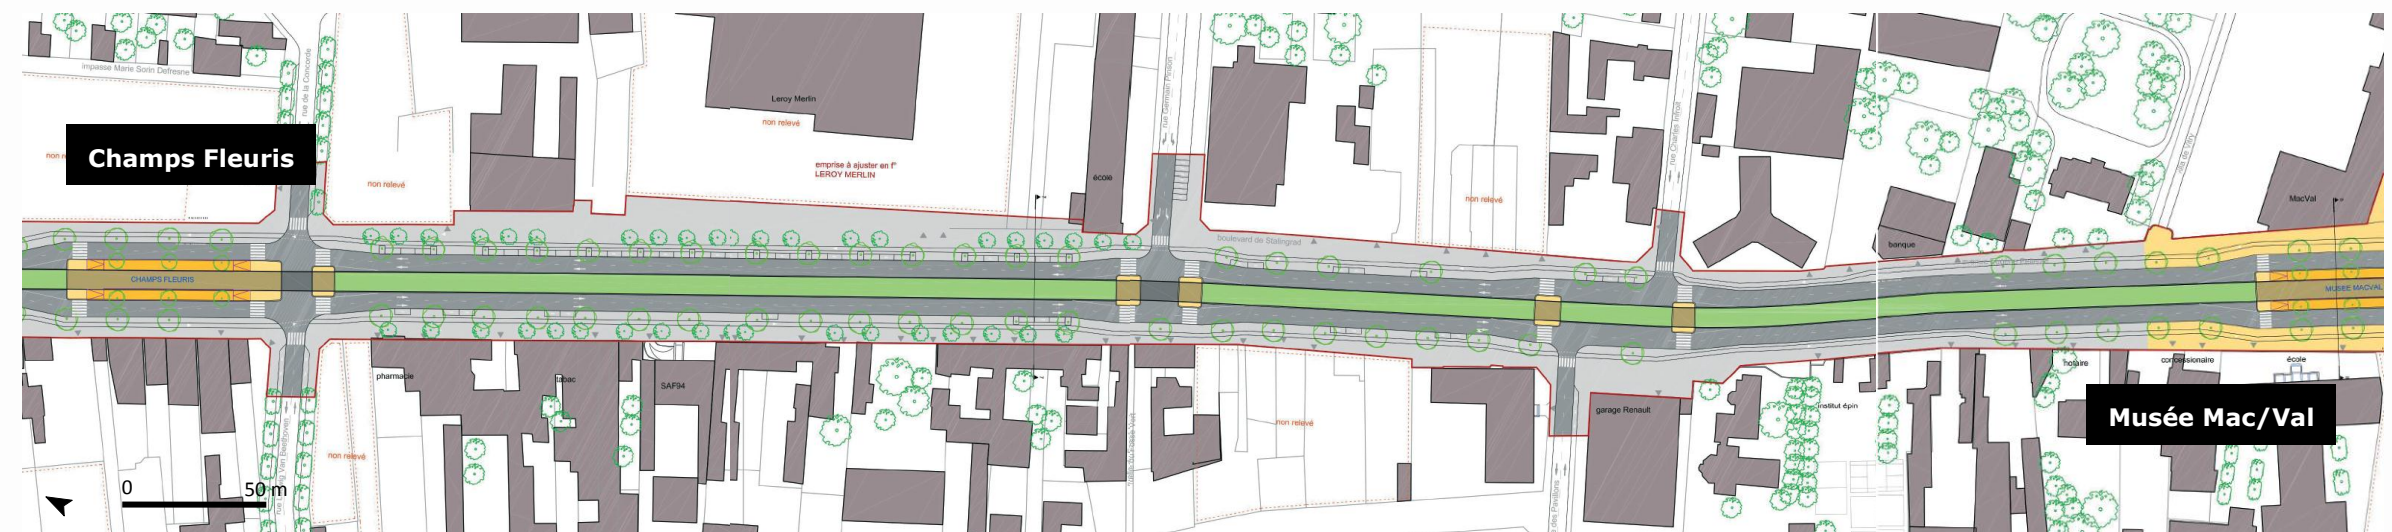 impasse Marie Sorin Defresne
rue de la Concorde
Champs Fleuris
non relevé
Leroy Merlin
non relevé
emprise à ajuster en f°
LEROY MERLIN
école
rue Germain Pinson
boulevard de Stalingrad
non relevé
rue Charles Infroit
banque
MacVal
CHAMPS FLEURIS
MUSEE MACVAL
pharmacie
tabac
SAF94
non relevé
non relevé
garage Renault
institut épin
notaire
concessionaire
école
Musée Mac/Val
0
50 m